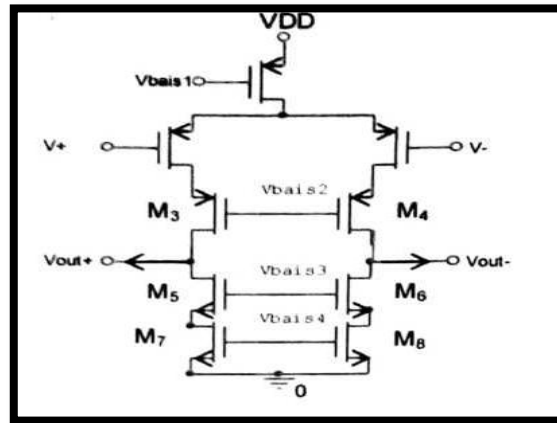 VDD
Vbais1
V+
V-
Vbais2
M3
M4
Vout+
Vbais3
Vout-
M5
M6
Vbais4
M7
M8
0